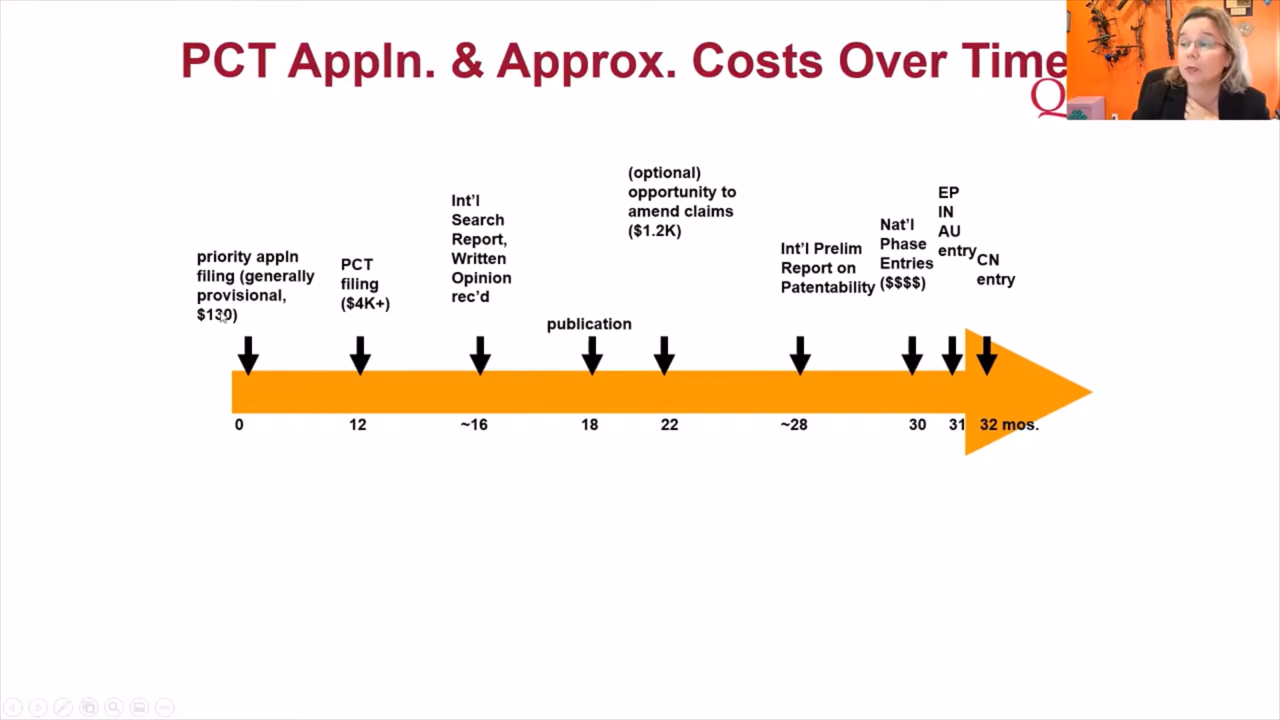 PCT Appln. & Approx. Costs Over Time
Q
priority appln
filing (generally
provisional,
$130)
PCT
filing
($4K+)
Int'l
Search
Report,
Written
Opinion
rec'd
publication
(optional)
opportunity to
amend claims
($1.2K)
Int'l Prelim
Report on
Patentability
Nat'l
Phase
Entries
($$$$)
EP
IN
AU
entry
CN
entry
0
12
~16
18
22
~28
30
31
32 mos.